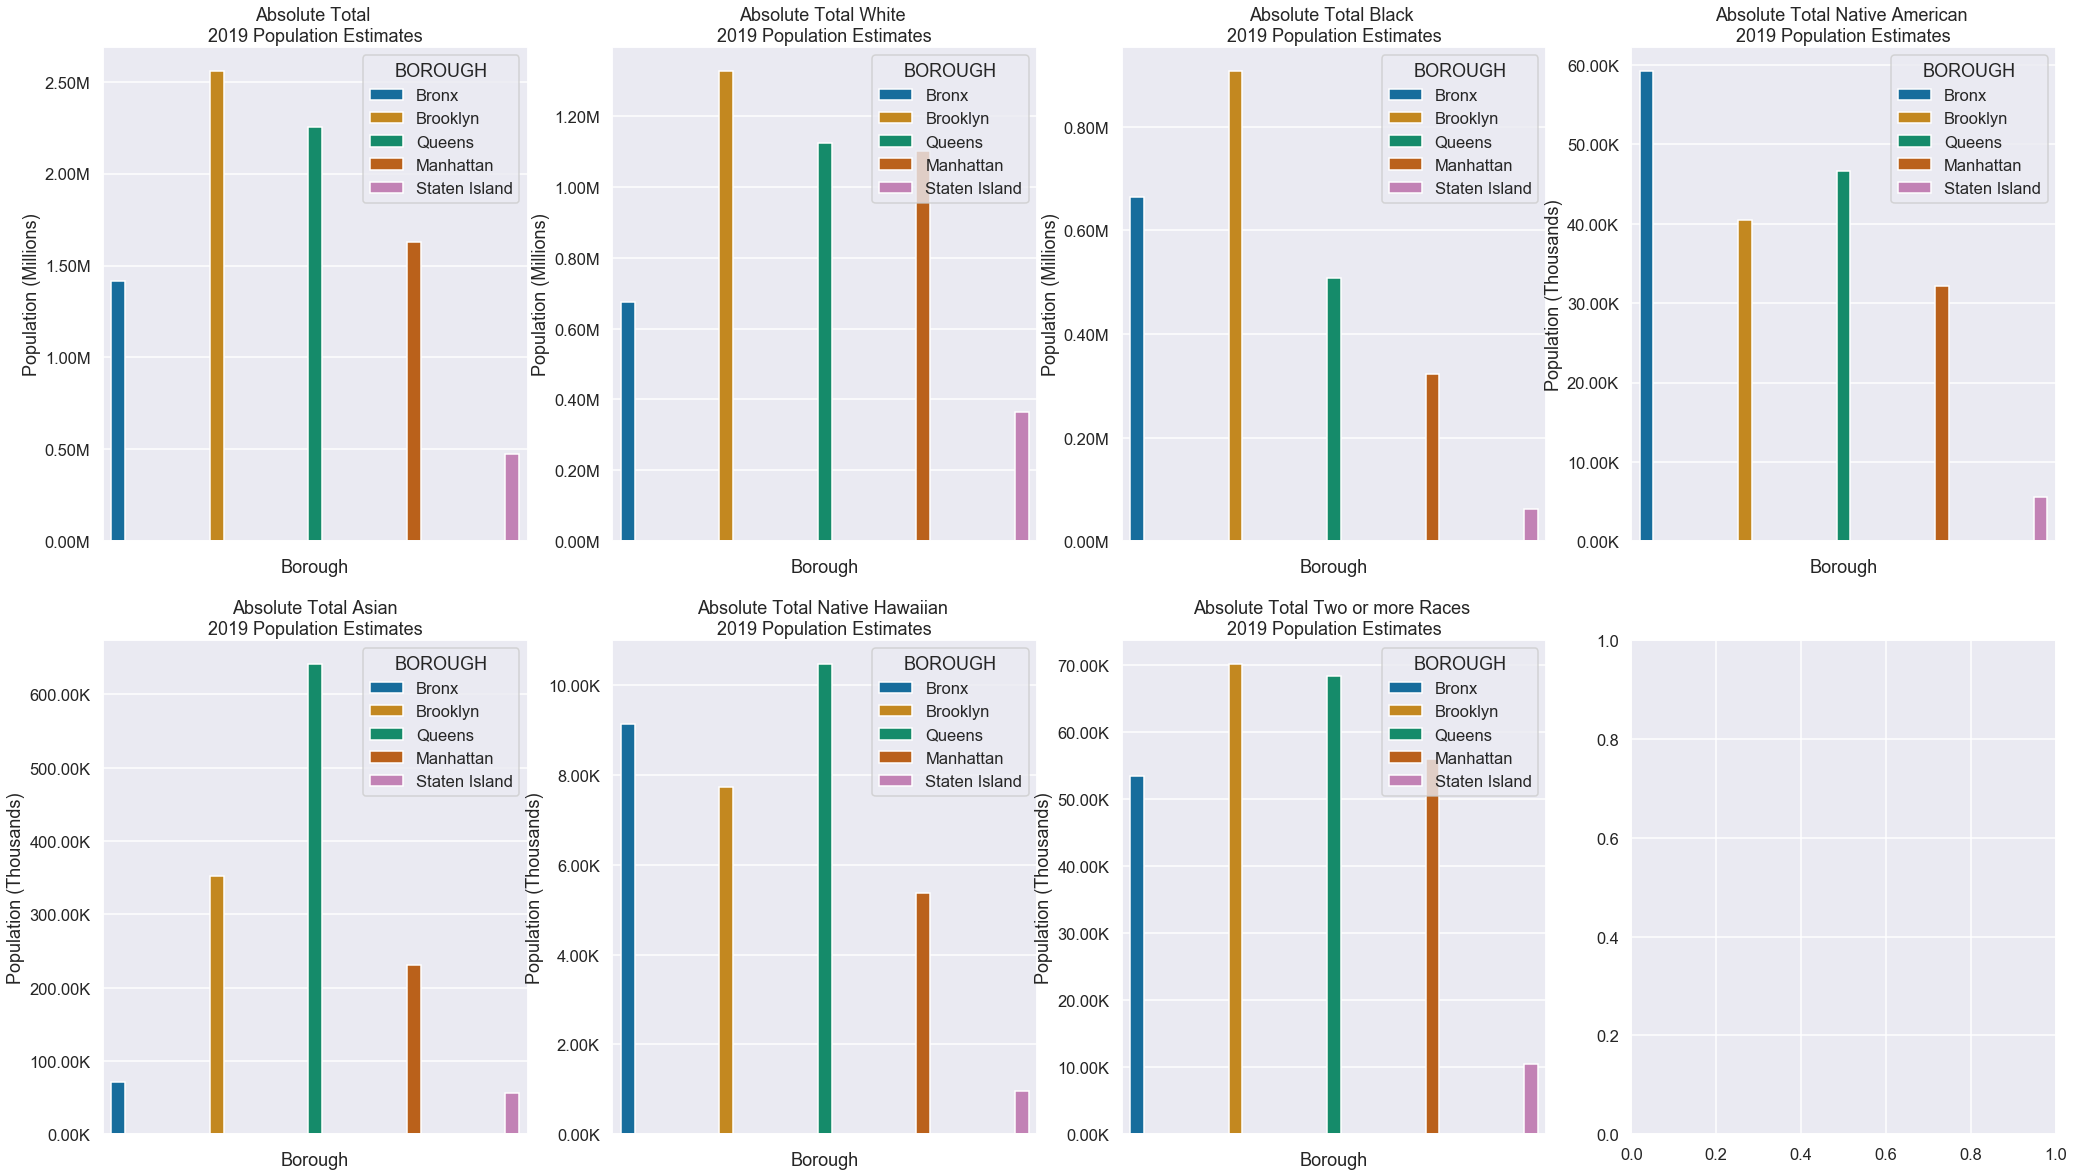 Absolute Total
2019 Population Estimates
Population (Millions)
2.50M
2.00M
1.50M
1.00M
0.50M
0.00M
BOROUGH
Bronx
Brooklyn
Queens
Manhattan
Staten Island
Borough
Absolute Total White
2019 Population Estimates
Population (Millions)
1.20M
1.00M
0.80M
0.60M
0.40M
0.20M
0.00M
BOROUGH
Bronx
Brooklyn
Queens
Manhattan
Staten Island
Borough
Absolute Total Black
2019 Population Estimates
Population (Millions)
0.80M
0.60M
0.40M
0.20M
0.00M
BOROUGH
Bronx
Brooklyn
Queens
Manhattan
Staten Island
Borough
Absolute Total Native American
2019 Population Estimates
Population (Thousands)
60.00K
50.00K
40.00K
30.00K
20.00K
10.00K
0.00K
BOROUGH
Bronx
Brooklyn
Queens
Manhattan
Staten Island
Borough
Absolute Total Asian
2019 Population Estimates
Population (Thousands)
600.00K
500.00K
400.00K
300.00K
200.00K
100.00K
0.00K
BOROUGH
Bronx
Brooklyn
Queens
Manhattan
Staten Island
Borough
Absolute Total Native Hawaiian
2019 Population Estimates
Population (Thousands)
10.00K
8.00K
6.00K
4.00K
2.00K
0.00K
BOROUGH
Bronx
Brooklyn
Queens
Manhattan
Staten Island
Borough
Absolute Total Two or more Races
2019 Population Estimates
Population (Thousands)
70.00K
60.00K
50.00K
40.00K
30.00K
20.00K
10.00K
0.00K
BOROUGH
Bronx
Brooklyn
Queens
Manhattan
Staten Island
Borough
1.0
0.8
0.6
0.4
0.2
0.0
0.0 0.2 0.4 0.6 0.8 1.0